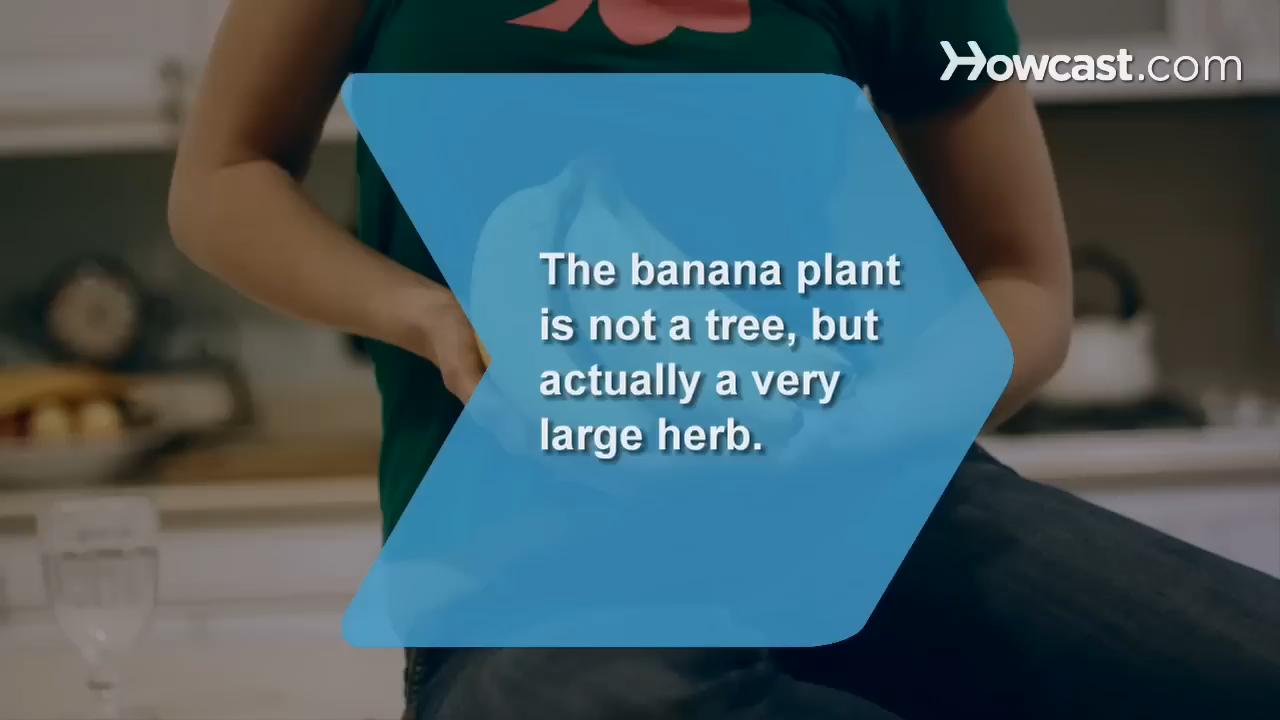 Howcast.com
The banana plant
is not a tree, but
actually a very
large herb.